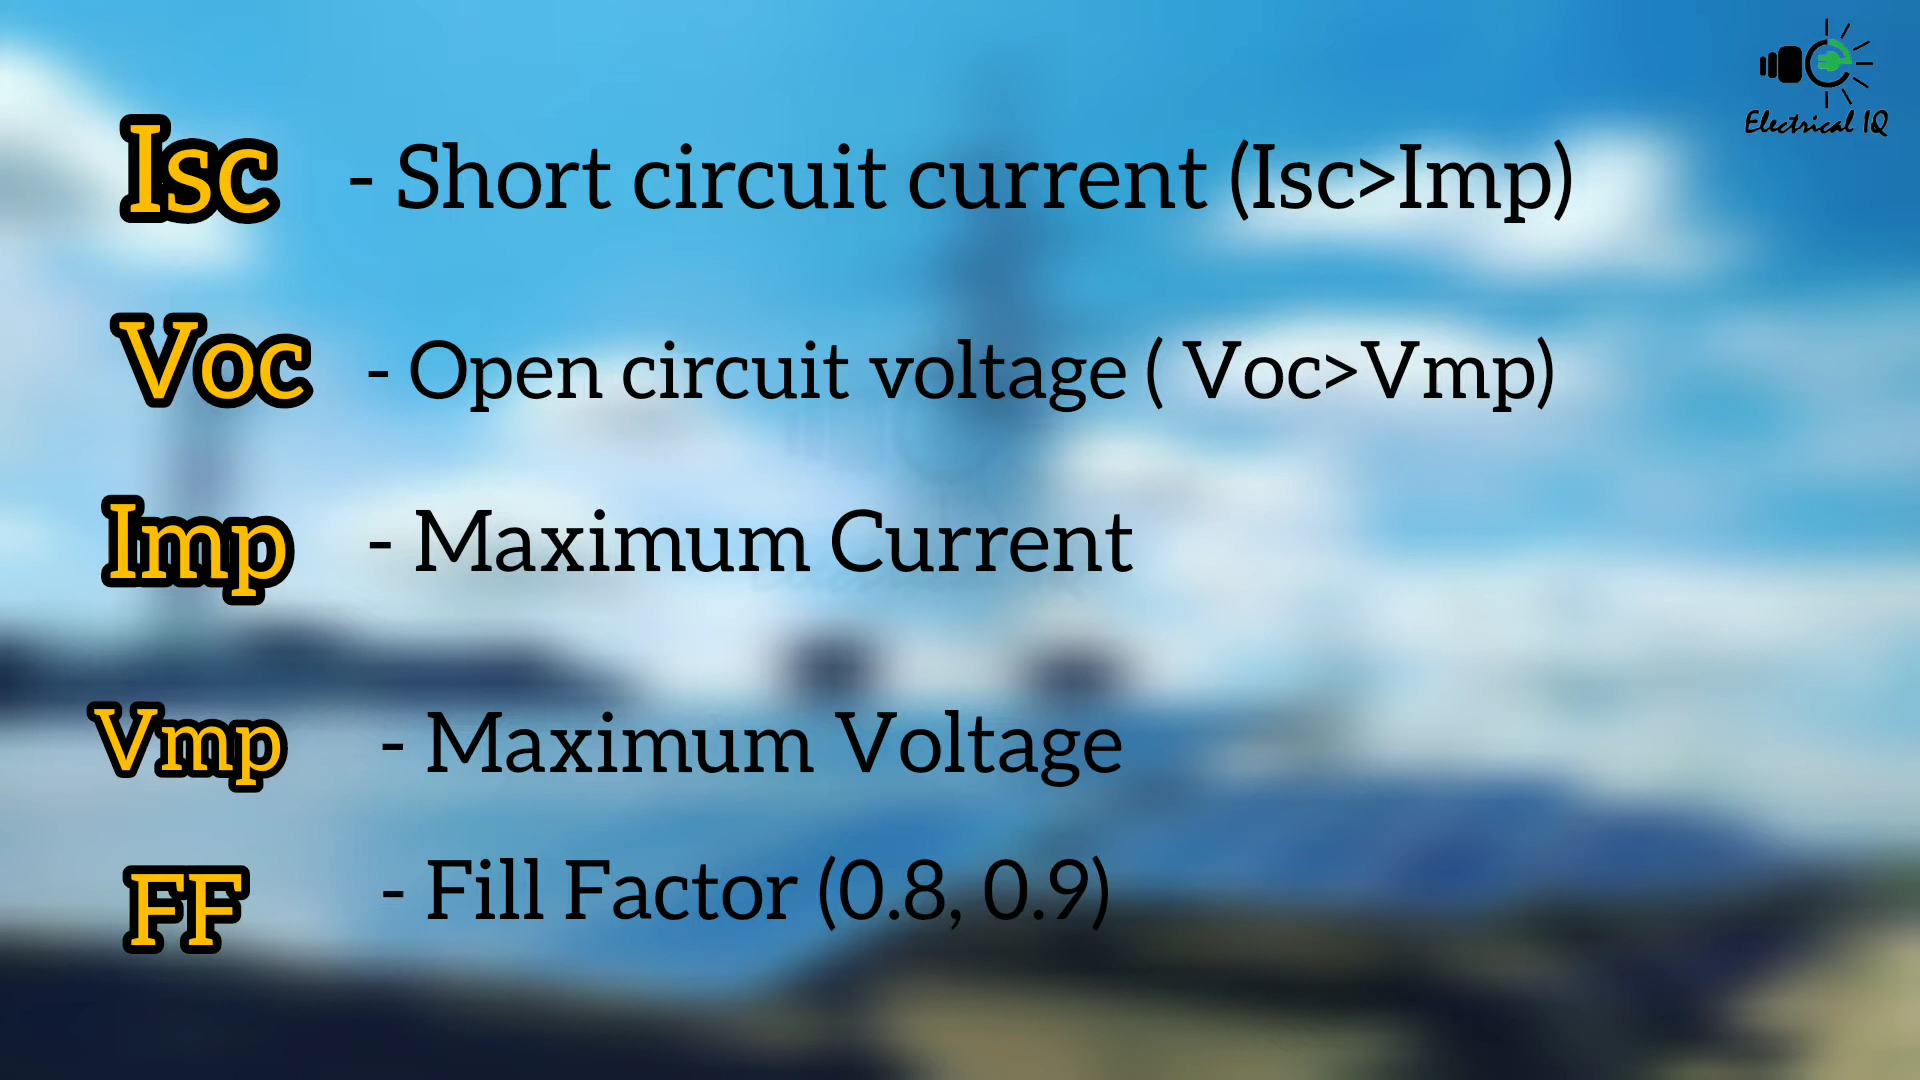 Electrical IQ
Isc - Short circuit current (Isc>Imp)
Voc - Open circuit voltage ( Voc>Vmp)
Imp - Maximum Current
Vmp - Maximum Voltage
FF - Fill Factor (0.8, 0.9)